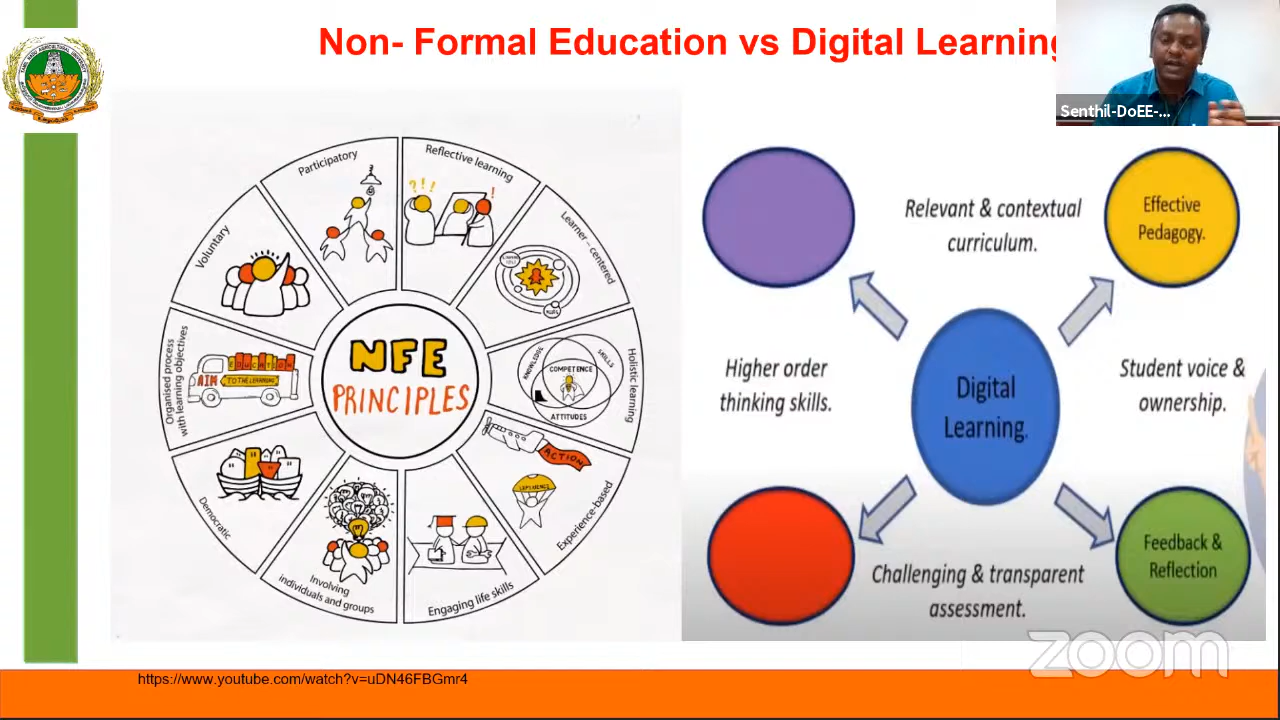 Non- Formal Education vs Digital Learning
Senthil-DoEE-...
Participatory
Reflective learning
Voluntary
Learner – centered
Organised process
with learning objectives
EDUCATION
AIM
TO THE LEARNING
KNOWLEDGE
SKILLS
COMPETENCE
ATTITUDES
Holistic learning
NFE
PRINCIPLES
ACTION
Democratic
Experience-based
Involving
individuals and groups
Engaging life skills
Relevant & contextual
curriculum.
Effective
Pedagogy.
Higher order
thinking skills.
Digital
Learning.
Student voice &
ownership.
Challenging & transparent
assessment.
Feedback &
Reflection
zoom
https://www.youtube.com/watch?v=uDN46FBGmr4